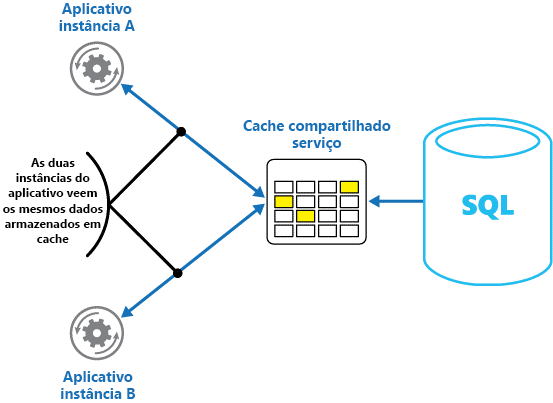 Aplicativo
instância A
Cache compartilhado
serviço
As duas
instâncias do
aplicativo veem
os mesmos dados
armazenados em
cache
SQL
Aplicativo
instância B